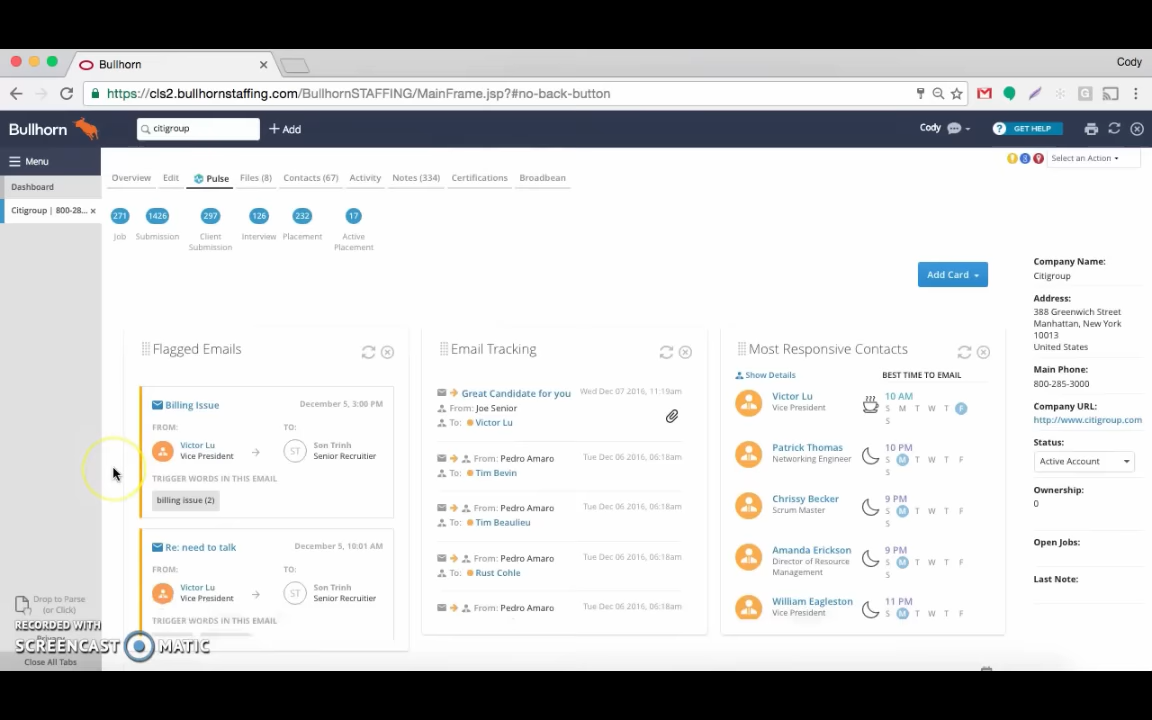 Bullhorn
Cody
https://cls2.bullhornstaffing.com/BullhornSTAFFING/MainFrame.jsp?#no-back-button
Bullhorn
citigroup
+ Add
Cody
? GET HELP
Menu
Dashboard
Citigroup | 800-28...
Overview
Edit
Pulse
Files (8)
Contacts (67)
Activity
Notes (334)
Certifications
Broadbean
Select an Action
271
1426
297
126
232
17
Job
Submission
Client
Submission
Interview
Placement
Active
Placement
Add Card
Company Name:
Citigroup
Address:
388 Greenwich Street
Manhattan, New York
10013
United States
Main Phone:
800-285-3000
Company URL:
http://www.citigroup.com
Status:
Active Account
Ownership:
0
Open Jobs:
Last Note:
Flagged Emails
Billing Issue
December 5, 3:00 PM
FROM:
TO:
Victor Lu
Vice President
ST
Son Trinh
Senior Recruitier
TRIGGER WORDS IN THIS EMAIL
billing issue (2)
Re: need to talk
December 5, 10:01 AM
FROM:
TO:
Victor Lu
Vice President
ST
Son Trinh
Senior Recruitier
TRIGGER WORDS IN THIS EMAIL
Email Tracking
Great Candidate for you
Wed Dec 07 2016, 11:19am
From: Joe Senior
To: Victor Lu
From: Pedro Amaro
Tue Dec 06 2016, 06:18am
To: Tim Bevin
From: Pedro Amaro
Tue Dec 06 2016, 06:18am
To: Tim Beaulieu
From: Pedro Amaro
Tue Dec 06 2016, 06:18am
To: Rust Cohle
From: Pedro Amaro
Tue Dec 06 2016, 06:18am
Most Responsive Contacts
Show Details
BEST TIME TO EMAIL
Victor Lu
Vice President
10 AM
S M T W T F
S
Patrick Thomas
Networking Engineer
10 PM
S M T W T F
S
Chrissy Becker
Scrum Master
9 PM
S M T W T F
S
Amanda Erickson
Director of Resource
Management
9 PM
S M T W T F
S
William Eagleston
Vice President
11 PM
S M T W T F
Drop to Parse
(or Click)
RECORDED WITH
Privacy
SCREENCAST MATIC
Close All Tabs